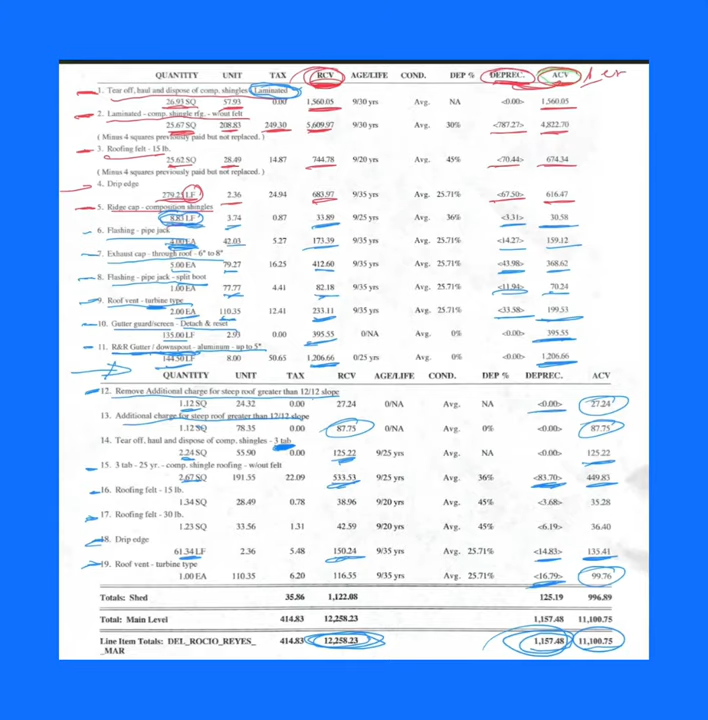 QUANTITY UNIT TAX RCV AGE/LIFE COND. DEP % DEPREC. ACV
1. Tear off, haul and dispose of comp. shingles - Laminated
26.93 SQ 57.93 0.00 1,560.05 9/30 yrs Avg. NA <0.00> 1,560.05
2. Laminated - comp. shingle rfg. - w/out felt
25.67 SQ 208.83 249.30 5,609.97 9/30 yrs Avg. 30% <787.27> 4,822.70
( Minus 4 squares previously paid but not replaced. )
3. Roofing felt - 15 lb.
25.62 SQ 28.49 14.87 744.78 9/20 yrs Avg. 45% <70.44> 674.34
(Minus 4 squares previously paid but not replaced.)
4. Drip edge
279.25 LF 2.36 24.94 683.97 9/35 yrs Avg. 25.71% <67.50> 616.47
5. Ridge cap - composition shingles
8.83 LF 3.74 0.87 33.89 9/25 yrs Avg. 36% <3.31> 30.58
6. Flashing - pipe jack
4.00 EA 42.03 5.27 173.39 9/35 yrs Avg. 25.71% <14.27> 159.12
7. Exhaust cap - through roof - 6" to 8"
5.00 EA 79.27 16.25 412.60 9/35 yrs Avg. 25.71% <43.98> 368.62
8. Flashing - pipe jack - split boot
1.00 EA 77.77 4.41 82.18 9/35 yrs Avg. 25.71% <11.94> 70.24
9. Roof vent - turbine type
2.00 EA 110.35 12.41 233.11 9/35 yrs Avg. 25.71% <33.58> 199.53
10. Gutter guard/screen - Detach & reset
135.00 LF 2.93 0.00 395.55 0/NA Avg. 0% <0.00> 395.55
11. R&R Gutter / downspout - aluminum - up to 5"
144.50 LF 8.00 50.65 1,206.66 0/25 yrs Avg. 0% <0.00> 1,206.66
QUANTITY UNIT TAX RCV AGE/LIFE COND. DEP % DEPREC. ACV
12. Remove Additional charge for steep roof greater than 12/12 slope
1.12 SQ 24.32 0.00 27.24 0/NA Avg. NA <0.00> 27.24
13. Additional charge for steep roof greater than 12/12 slope
1.12 SQ 78.35 0.00 87.75 0/NA Avg. 0% <0.00> 87.75
14. Tear off, haul and dispose of comp. shingles - 3 tab
2.24 SQ 55.90 0.00 125.22 9/25 yrs Avg. NA <0.00> 125.22
15. 3 tab - 25 yr. - comp. shingle roofing - w/out felt
2.67 SQ 191.55 22.09 533.53 9/25 yrs Avg. 36% <83.70> 449.83
16. Roofing felt - 15 lb.
1.34 SQ 28.49 0.78 38.96 9/20 yrs Avg. 45% <3.68> 35.28
17. Roofing felt - 30 lb.
1.23 SQ 33.56 1.31 42.59 9/20 yrs Avg. 45% <6.19> 36.40
18. Drip edge
61.34 LF 2.36 5.48 150.24 9/35 yrs Avg. 25.71% <14.83> 135.41
19. Roof vent - turbine type
1.00 EA 110.35 6.20 116.55 9/35 yrs Avg. 25.71% <16.79> 99.76
Totals: Shed 35.86 1,122.08 125.19 996.89
Totals: Main Level 414.83 12,258.23 1,157.48 11,100.75
Line Item Totals: DEL_ROCIO_REYES_ 414.83 12,258.23 1,157.48 11,100.75
_MAR